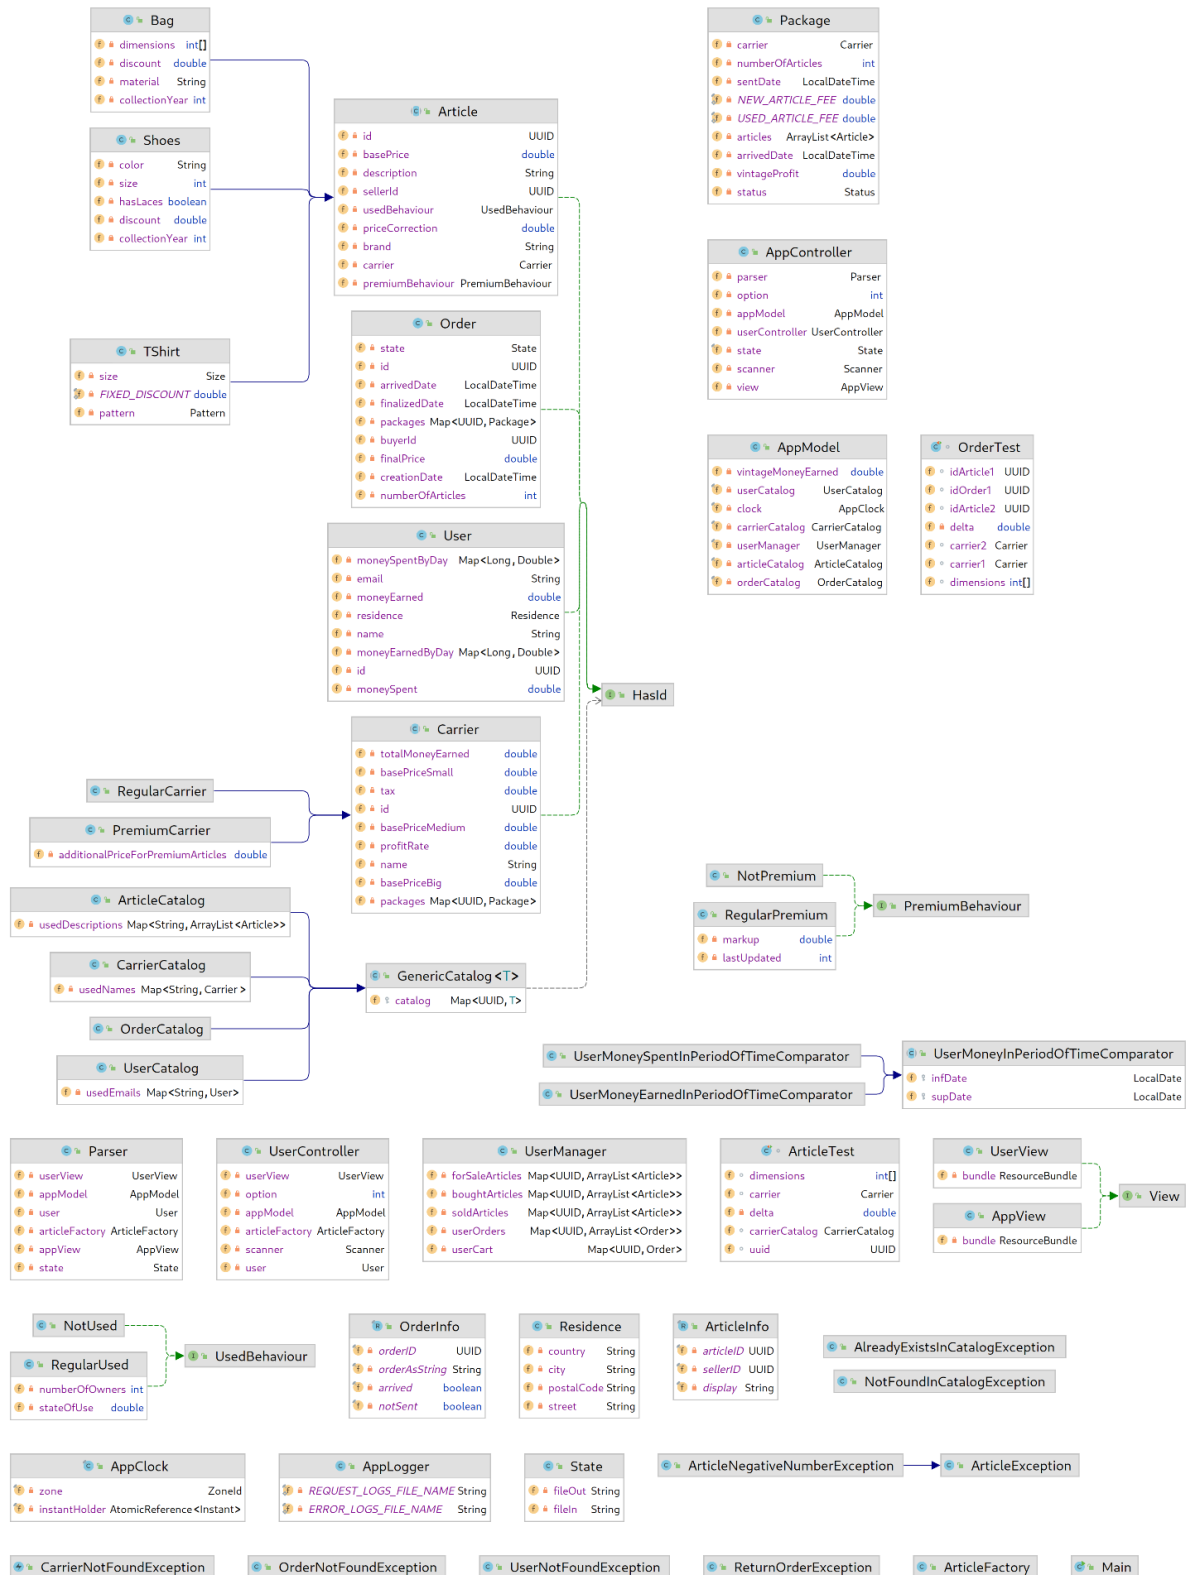 Bag
dimensions int[]
discount double
material String
collectionYear int
Shoes
color String
size int
hasLaces boolean
discount double
collectionYear int
TShirt
size Size
FIXED_DISCOUNT double
pattern Pattern
Article
id UUID
basePrice double
description String
sellerId UUID
usedBehaviour UsedBehaviour
priceCorrection double
brand String
carrier Carrier
premiumBehaviour PremiumBehaviour
Order
state State
id UUID
arrivedDate LocalDateTime
finalizedDate LocalDateTime
packages Map<UUID, Package>
buyerId UUID
finalPrice double
creationDate LocalDateTime
numberOfArticles int
User
moneySpentByDay Map<Long, Double>
email String
moneyEarned double
residence Residence
name String
moneyEarnedByDay Map<Long, Double>
id UUID
moneySpent double
HasId
Carrier
totalMoneyEarned double
basePriceSmall double
tax double
id UUID
basePriceMedium double
profitRate double
name String
basePriceBig double
packages Map<UUID, Package>
RegularCarrier
PremiumCarrier
additionalPriceForPremiumArticles double
ArticleCatalog
usedDescriptions Map<String, ArrayList<Article>>
CarrierCatalog
usedNames Map<String, Carrier>
OrderCatalog
UserCatalog
usedEmails Map<String, User>
GenericCatalog<T>
catalog Map<UUID, T>
Package
carrier Carrier
numberOfArticles int
sentDate LocalDateTime
NEW_ARTICLE_FEE double
USED_ARTICLE_FEE double
articles ArrayList<Article>
arrivedDate LocalDateTime
vintageProfit double
status Status
AppController
parser Parser
option int
appModel AppModel
userController UserController
state State
scanner Scanner
view AppView
AppModel
vintageMoneyEarned double
userCatalog UserCatalog
clock AppClock
carrierCatalog CarrierCatalog
userManager UserManager
articleCatalog ArticleCatalog
orderCatalog OrderCatalog
OrderTest
idArticle1 UUID
idOrder1 UUID
idArticle2 UUID
delta double
carrier2 Carrier
carrier1 Carrier
dimensions int[]
NotPremium
RegularPremium
markup double
lastUpdated int
PremiumBehaviour
UserMoneySpentInPeriodOfTimeComparator
UserMoneyEarnedInPeriodOfTimeComparator
UserMoneyInPeriodOfTimeComparator
infDate LocalDate
supDate LocalDate
Parser
userView UserView
appModel AppModel
user User
articleFactory ArticleFactory
appView AppView
state State
UserController
userView UserView
option int
appModel AppModel
articleFactory ArticleFactory
scanner Scanner
user User
UserManager
forSaleArticles Map<UUID, ArrayList<Article>>
boughtArticles Map<UUID, ArrayList<Article>>
soldArticles Map<UUID, ArrayList<Article>>
userOrders Map<UUID, ArrayList<Order>>
userCart Map<UUID, Order>
ArticleTest
dimensions int[]
carrier Carrier
delta double
carrierCatalog CarrierCatalog
uuid UUID
UserView
bundle ResourceBundle
AppView
bundle ResourceBundle
View
NotUsed
RegularUsed
numberOfOwners int
stateOfUse double
UsedBehaviour
OrderInfo
orderID UUID
orderAsString String
arrived boolean
notSent boolean
Residence
country String
city String
postalCode String
street String
ArticleInfo
articleID UUID
sellerID UUID
display String
AlreadyExistsInCatalogException
NotFoundInCatalogException
AppClock
zone ZoneId
instantHolder AtomicReference<Instant>
AppLogger
REQUEST_LOGS_FILE_NAME String
ERROR_LOGS_FILE_NAME String
State
fileOut String
fileIn String
ArticleNegativeNumberException
ArticleException
CarrierNotFoundException
OrderNotFoundException
UserNotFoundException
ReturnOrderException
ArticleFactory
Main